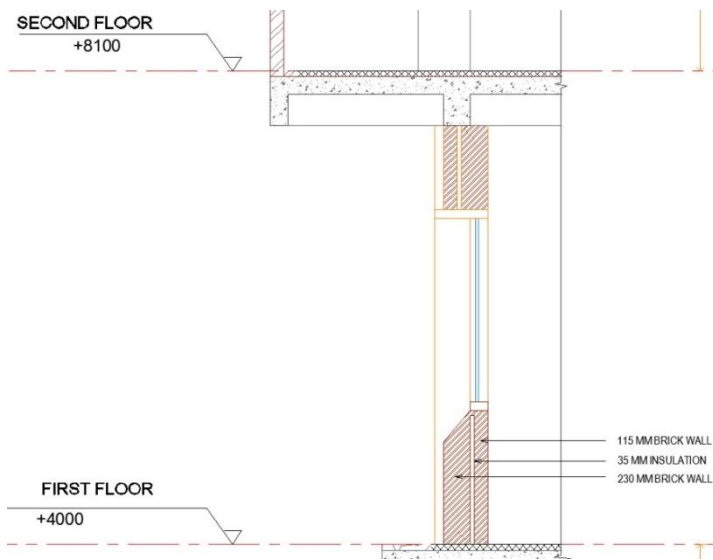 SECOND FLOOR
+8100
115 MM BRICK WALL
35 MM INSULATION
230 MM BRICK WALL
FIRST FLOOR
+4000